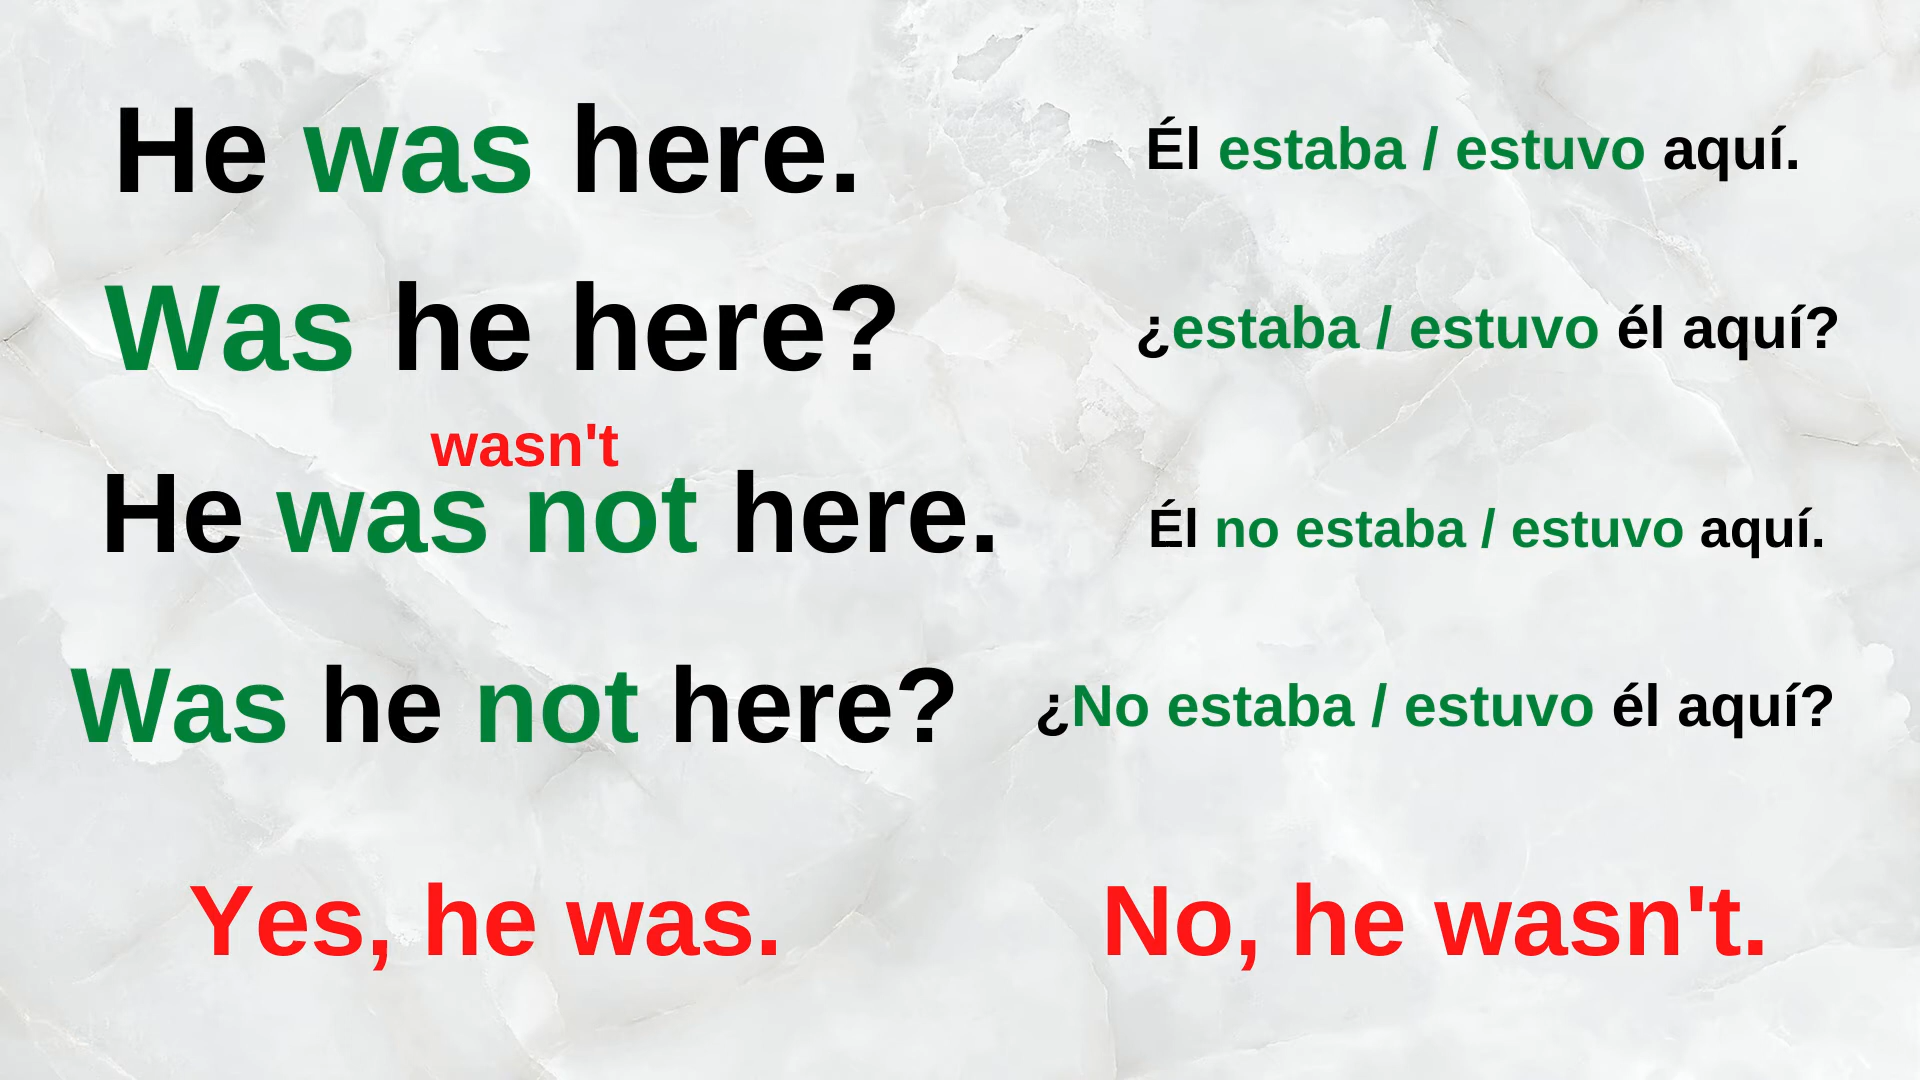 He was here.
Él estaba / estuvo aquí.
Was he here?
¿estaba / estuvo él aquí?
wasn't
He was not here.
Él no estaba / estuvo aquí.
Was he not here?
¿No estaba / estuvo él aquí?
Yes, he was.
No, he wasn't.